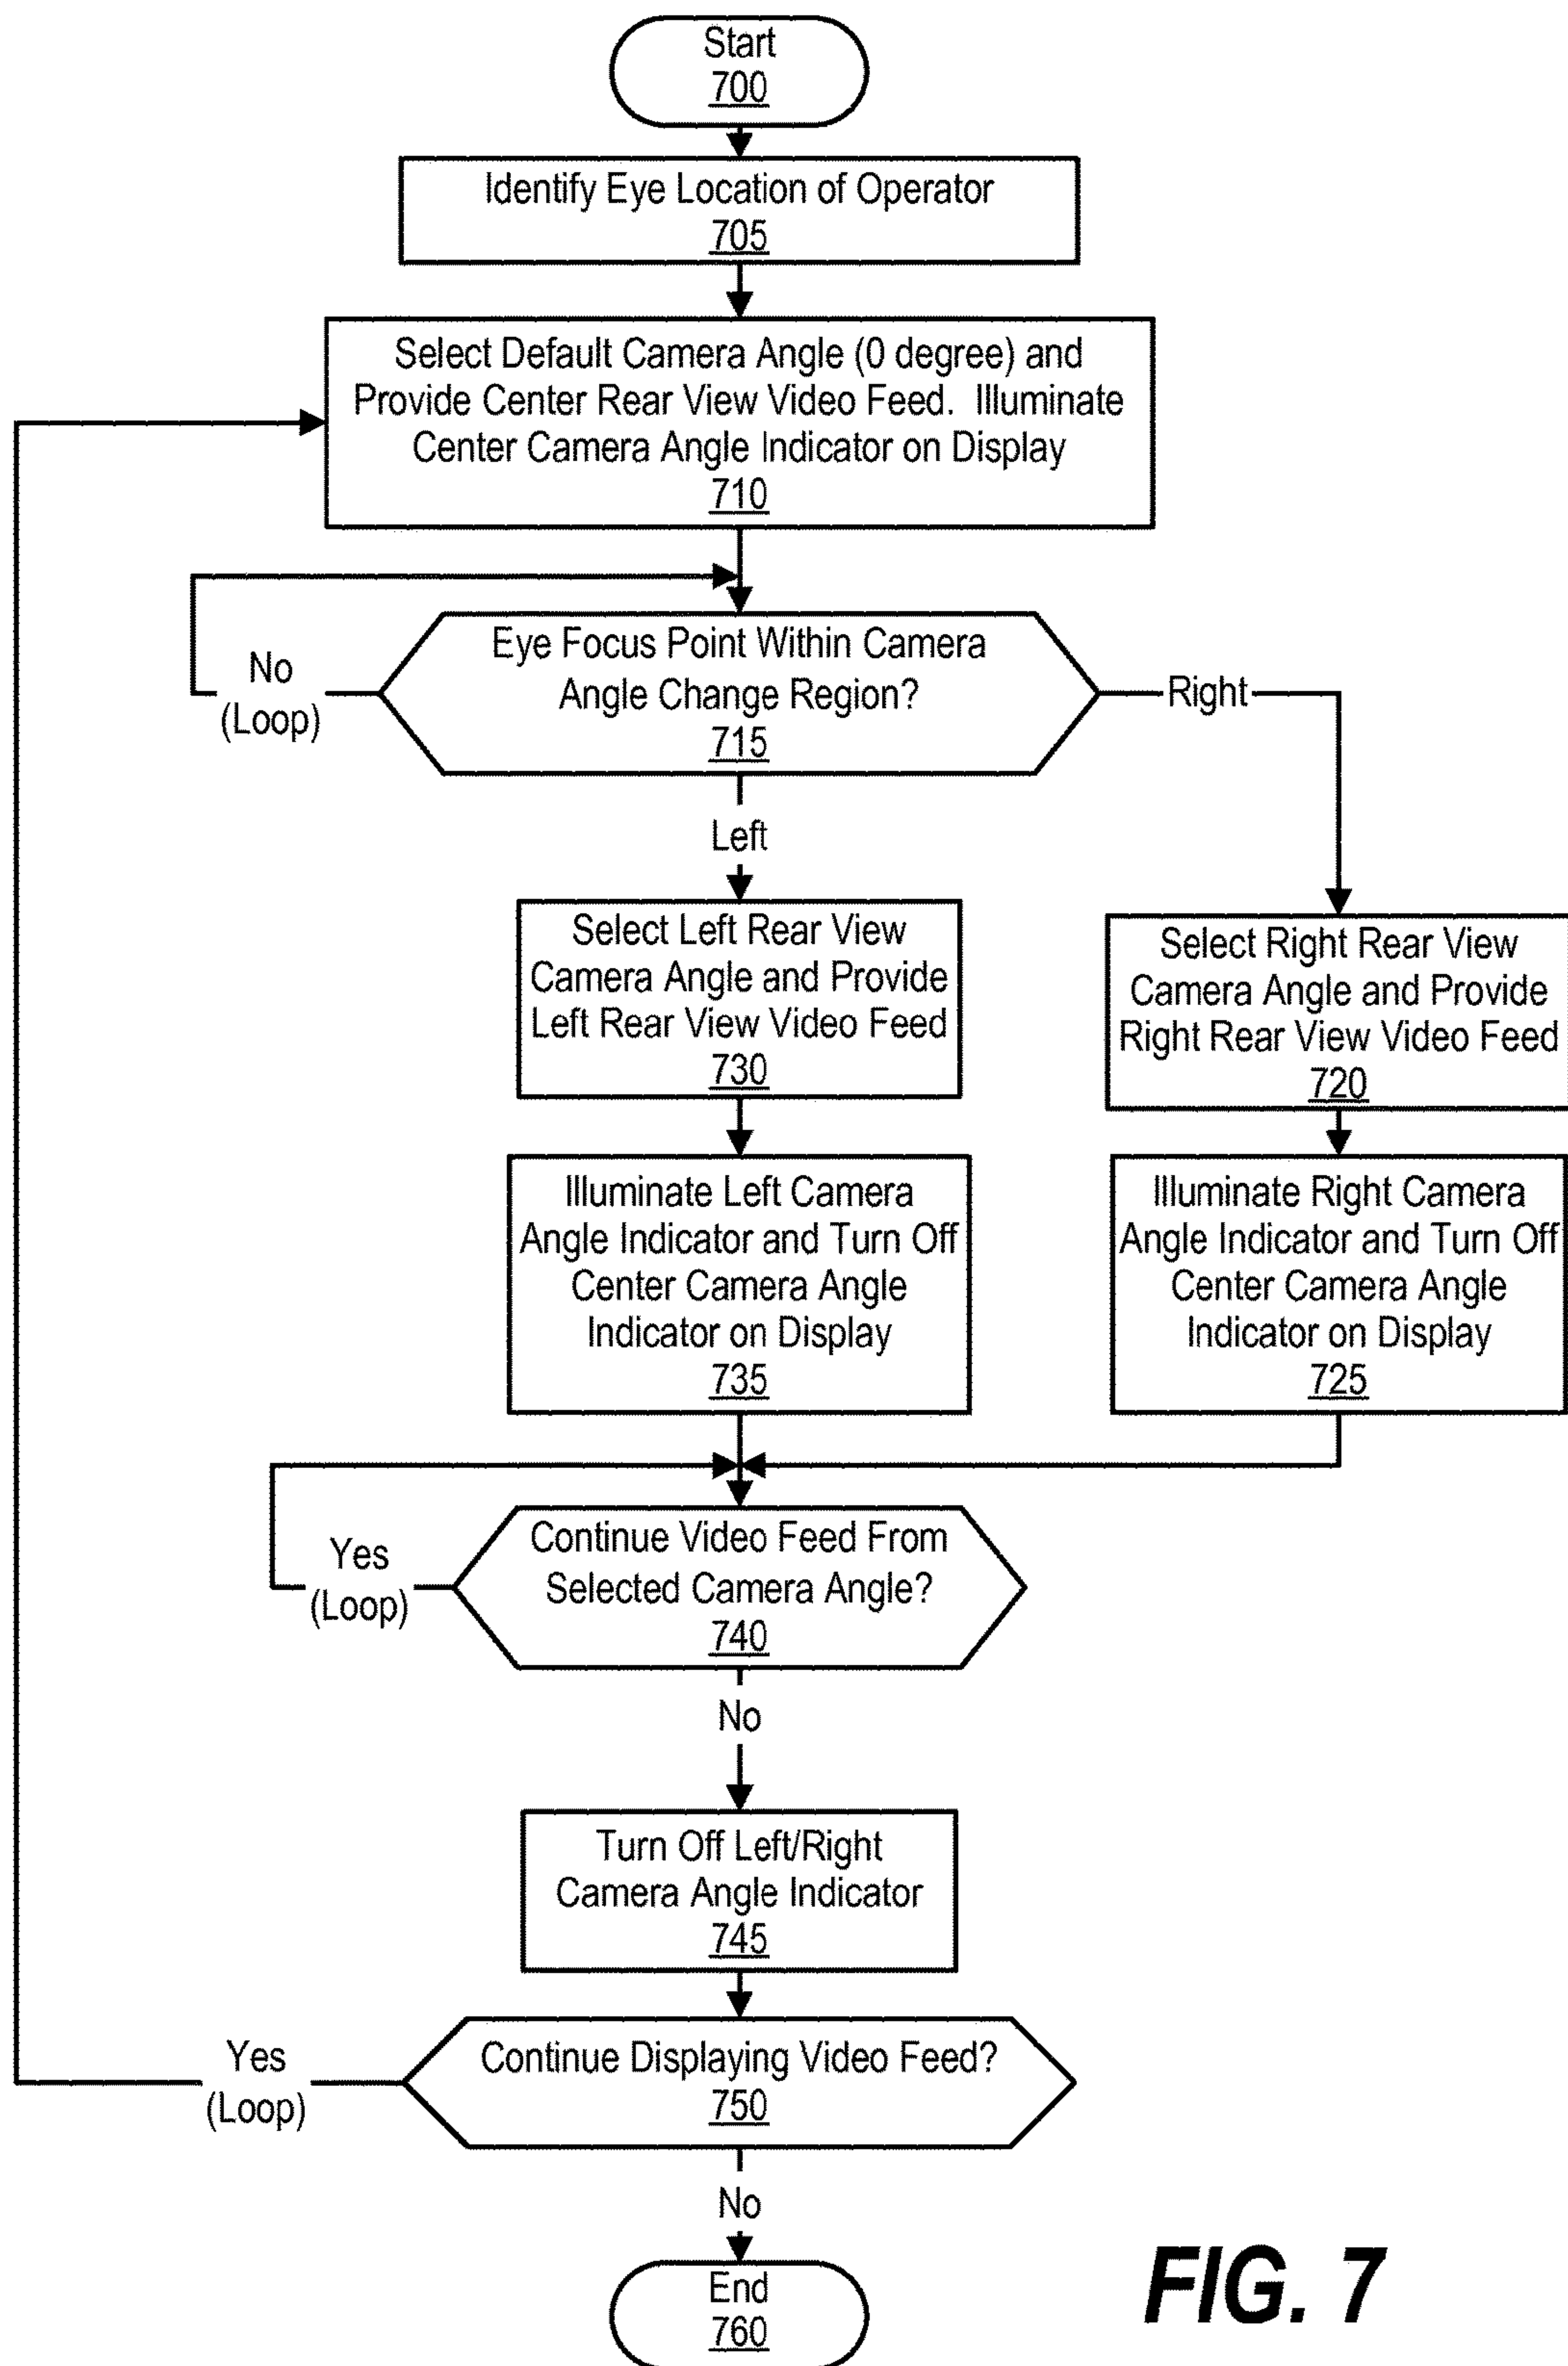 Start
700
Identify Eye Location of Operator
705
Select Default Camera Angle (0 degree) and
Provide Center Rear View Video Feed.  Illuminate
Center Camera Angle Indicator on Display
710
Eye Focus Point Within Camera
Angle Change Region?
715
No
(Loop)
Right
Left
Select Left Rear View
Camera Angle and Provide
Left Rear View Video Feed
730
Select Right Rear View
Camera Angle and Provide
Right Rear View Video Feed
720
Illuminate Left Camera
Angle Indicator and Turn Off
Center Camera Angle
Indicator on Display
735
Illuminate Right Camera
Angle Indicator and Turn Off
Center Camera Angle
Indicator on Display
725
Continue Video Feed From
Selected Camera Angle?
740
Yes
(Loop)
No
Turn Off Left/Right
Camera Angle Indicator
745
Continue Displaying Video Feed?
750
Yes
(Loop)
No
End
760
FIG. 7